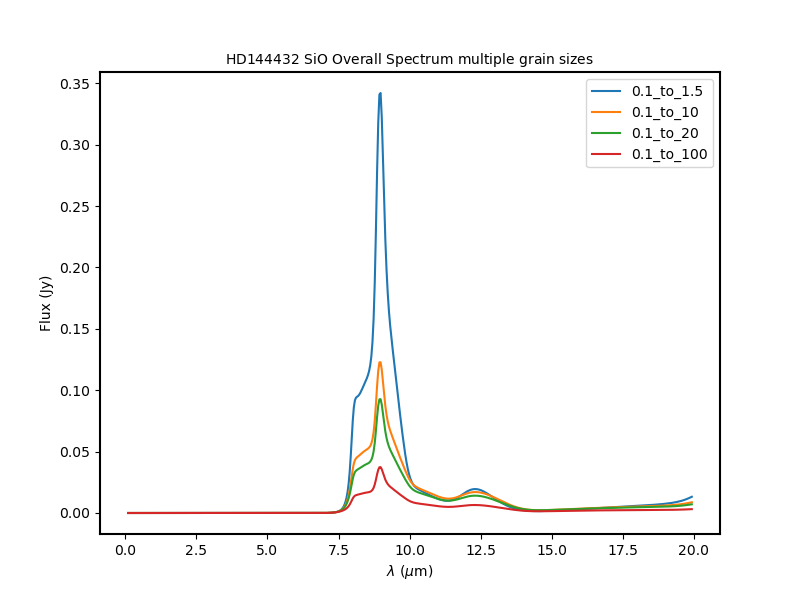 HD144432 SiO Overall Spectrum multiple grain sizes
0.1_to_1.5
0.1_to_10
0.1_to_20
0.1_to_100
Flux (Jy)
0.35
0.30
0.25
0.20
0.15
0.10
0.05
0.00
0.0 2.5 5.0 7.5 10.0 12.5 15.0 17.5 20.0
λ (μm)